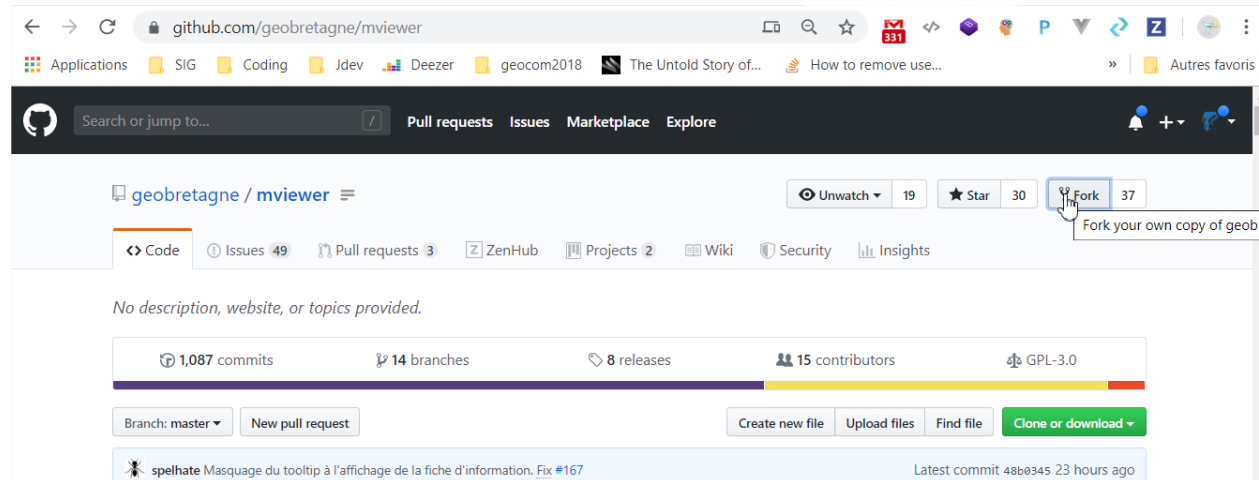 github.com/geobretagne/mviewer
331
Applications SIG Coding Jdev Deezer geocom2018 The Untold Story of... How to remove use... » Autres favoris
Search or jump to... / Pull requests Issues Marketplace Explore
geobretagne / mviewer Unwatch 19 Star 30 Fork 37
Fork your own copy of geob
Code Issues 49 Pull requests 3 ZenHub Projects 2 Wiki Security Insights
No description, website, or topics provided.
1,087 commits 14 branches 8 releases 15 contributors GPL-3.0
Branch: master New pull request Create new file Upload files Find file Clone or download
spelhate Masquage du tooltip à l'affichage de la fiche d'information. Fix #167 Latest commit 48b0345 23 hours ago